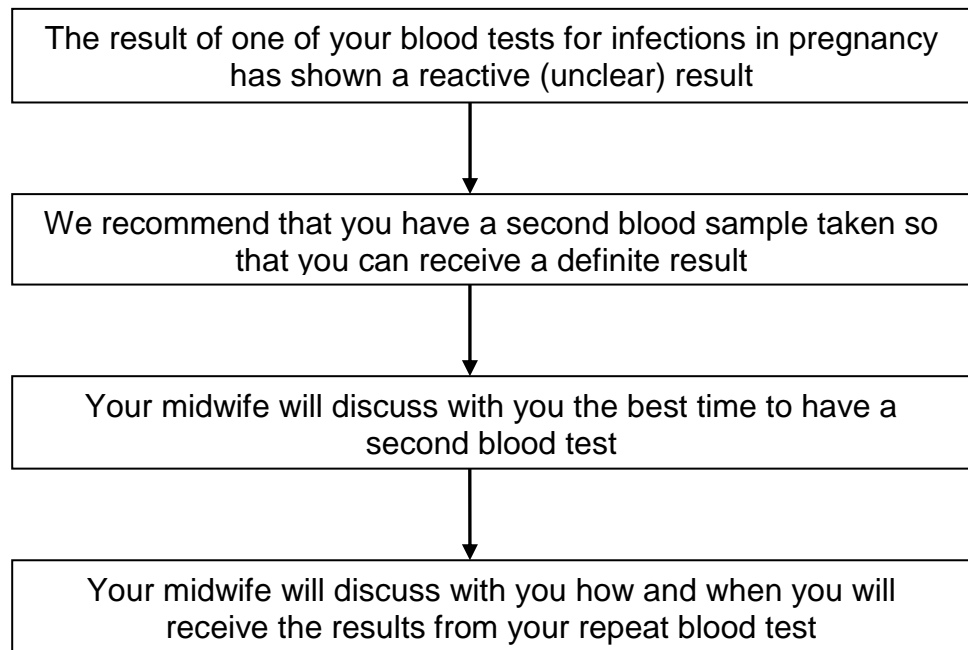 The result of one of your blood tests for infections in pregnancy
has shown a reactive (unclear) result
We recommend that you have a second blood sample taken so
that you can receive a definite result
Your midwife will discuss with you the best time to have a
second blood test
Your midwife will discuss with you how and when you will
receive the results from your repeat blood test